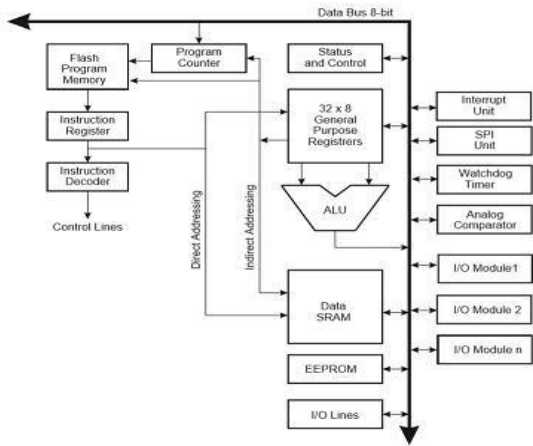 Data Bus 8-bit
Flash
Program
Memory
Program
Counter
Status
and Control
Instruction
Register
32 x 8
General
Purpose
Registrers
Interrupt
Unit
SPI
Unit
Instruction
Decoder
Watchdog
Timer
Control Lines
Direct Addressing
Indirect Addressing
ALU
Analog
Comparator
I/O Module1
Data
SRAM
I/O Module 2
I/O Module n
EEPROM
I/O Lines